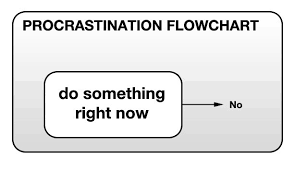 PROCRASTINATION FLOWCHART
do something
right now
No